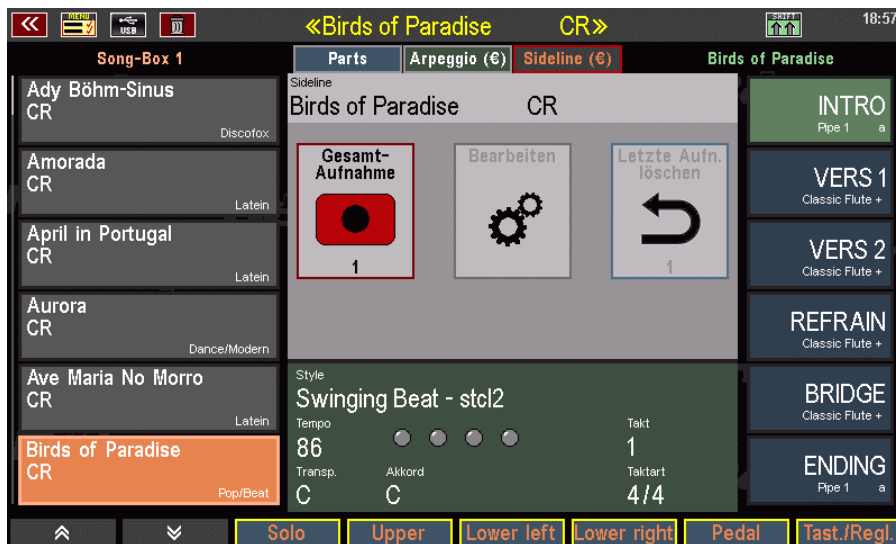 MENU
USB
«Birds of Paradise CR»
SHIFT
18:57
Song-Box 1
Parts
Arpeggio (€)
Sideline (€)
Birds of Paradise
Ady Böhm-Sinus
CR
Discofox
Amorada
CR
Latein
April in Portugal
CR
Latein
Aurora
CR
Dance/Modern
Ave Maria No Morro
CR
Latein
Birds of Paradise
CR
Pop/Beat
Sideline
Birds of Paradise CR
Gesamt-
Aufnahme
1
Bearbeiten
Letzte Aufn.
löschen
1
Style
Swinging Beat - stcl2
Tempo
86
Takt
1
Transp.
C
Akkord
C
Taktart
4/4
INTRO
Pipe 1 a
VERS 1
Classic Flute +
VERS 2
Classic Flute +
REFRAIN
Classic Flute +
BRIDGE
Classic Flute +
ENDING
Pipe 1 a
Solo
Upper
Lower left
Lower right
Pedal
Tast./Regl.